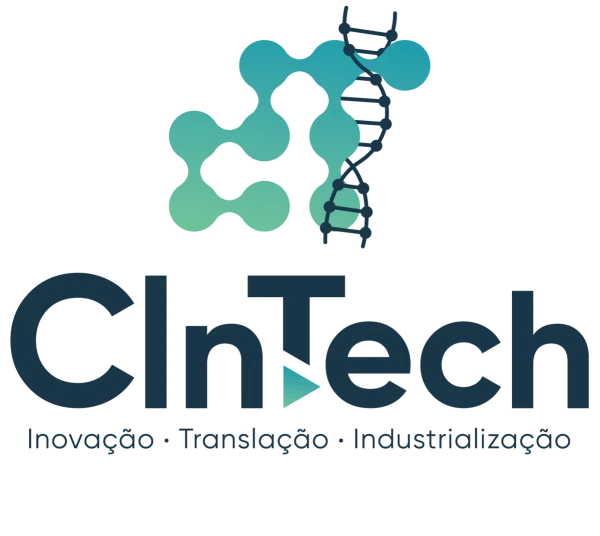 CInTech
Inovação · Translação · Industrialização